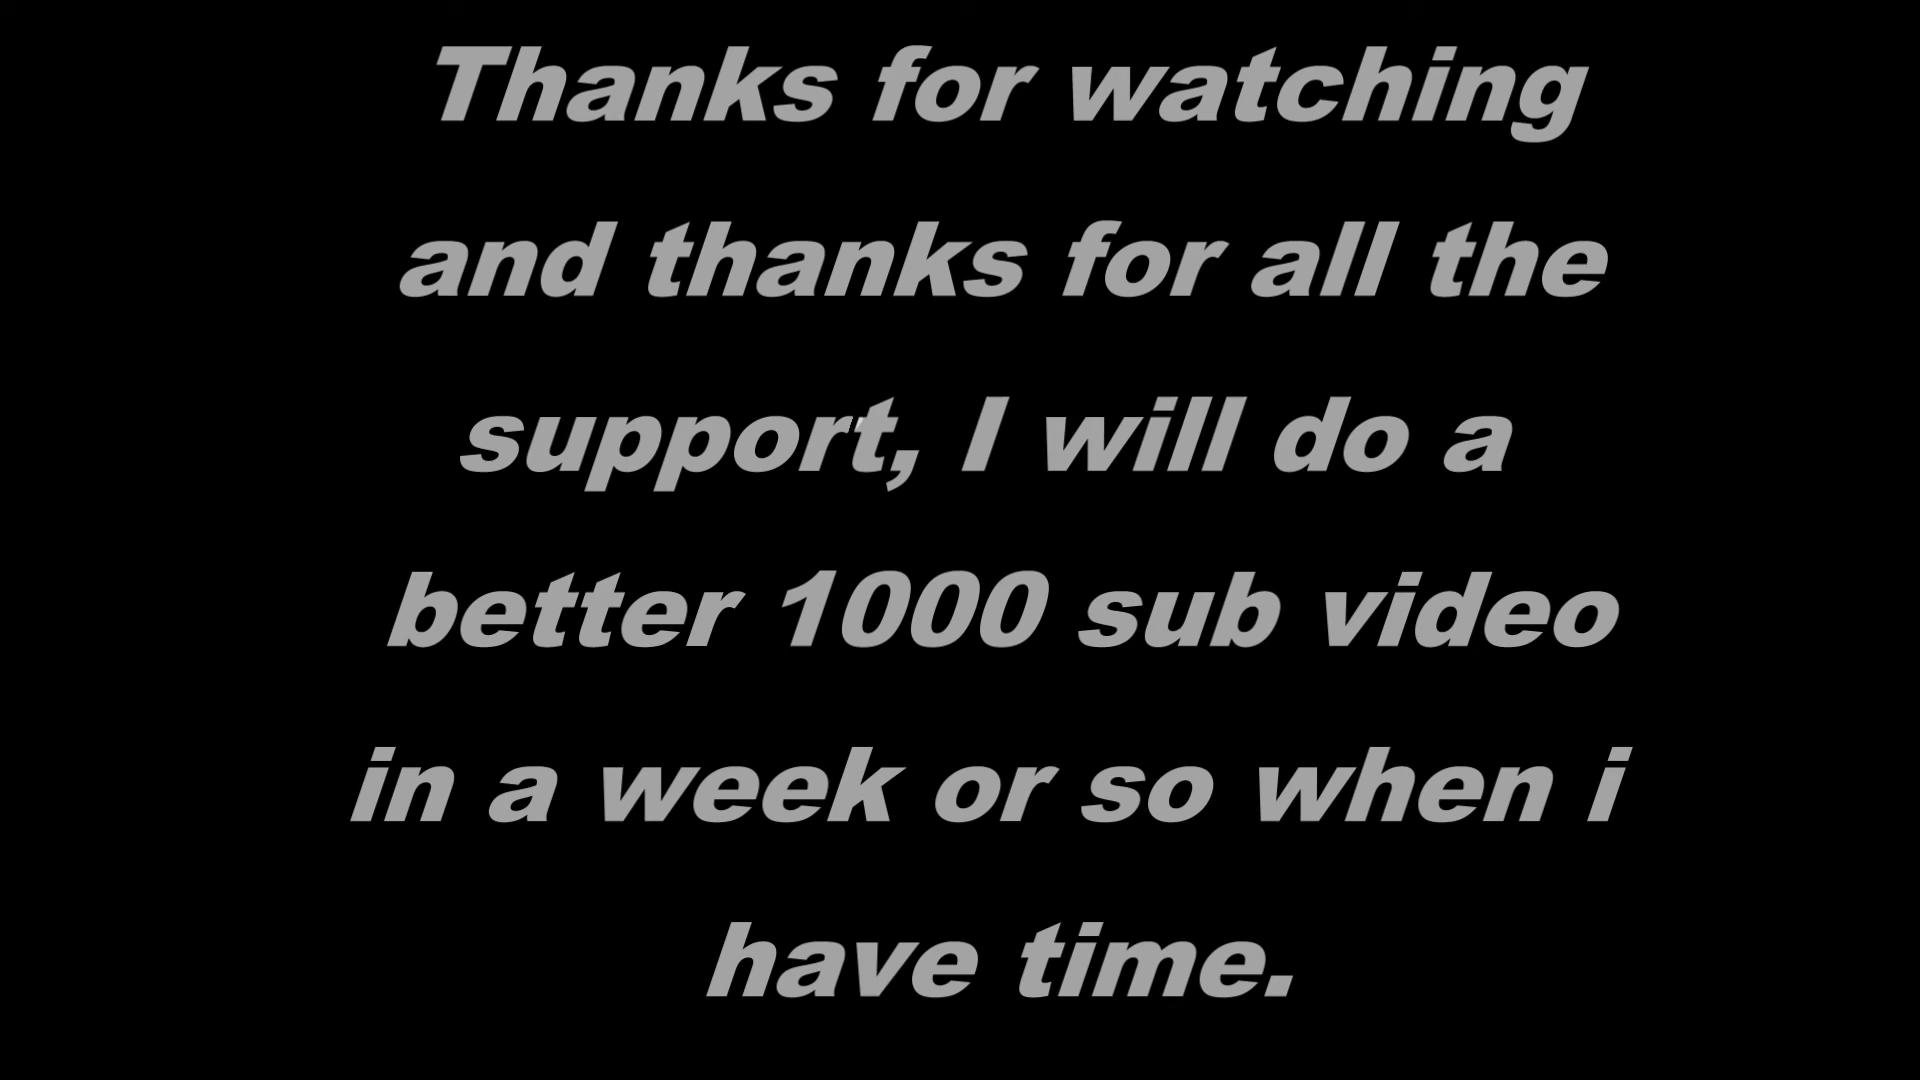 Thanks for watching
and thanks for all the
support, I will do a
better 1000 sub video
in a week or so when i
have time.